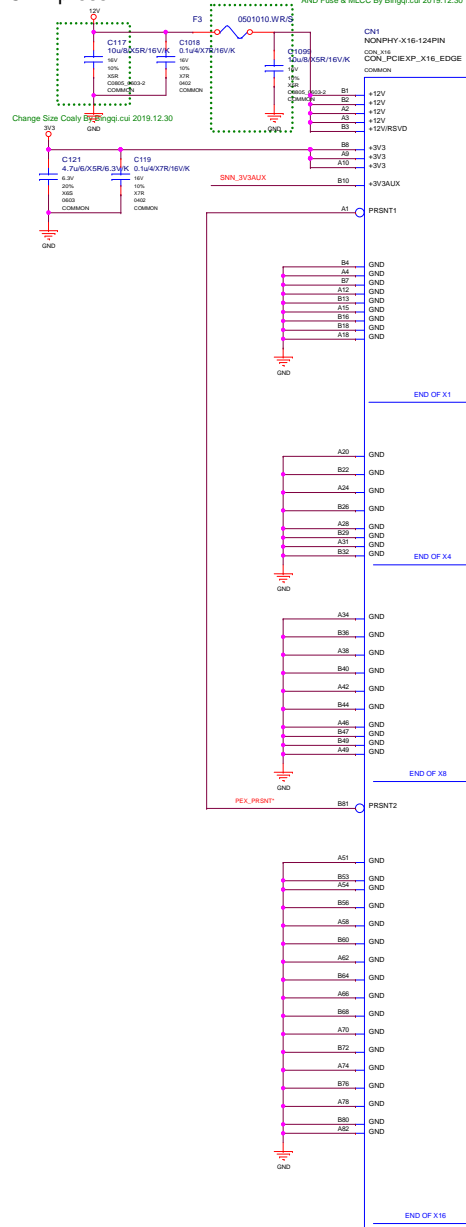 12V
C117
10u/8/X5R/16V/K
16V
10%
X5R
C0805_0603-2
COMMON
C1018
0.1u/4/X7R/16V/K
16V
10%
X7R
0402
COMMON
F3
0501010.WR/S
C1099
10u/8/X5R/16V/K
16V
10%
X5R
C0805_0603-2
COMMON
GND
GND
AND Fuse & MLCC By Bingqi.cui 2019.12.30
Change Size Coaly By Bingqi.cui 2019.12.30
3V3
C121
4.7u/6/X5R/6.3V/K
6.3V
20%
X6S
0603
COMMON
C119
0.1u/4/X7R/16V/K
16V
10%
X7R
0402
COMMON
GND
CN1
NONPHY-X16-124PIN
CON_X16
CON_PCIEXP_X16_EDGE
COMMON
B1 +12V
B2 +12V
A2 +12V
A3 +12V
B3 +12V/RSVD
B8 +3V3
A9 +3V3
A10 +3V3
SNN_3V3AUX B10 +3V3AUX
A1 PRSNT1
B4 GND
A4 GND
B7 GND
A12 GND
B13 GND
A15 GND
B16 GND
B18 GND
A18 GND
GND
END OF X1
A20 GND
B22 GND
A24 GND
B26 GND
A28 GND
B29 GND
A31 GND
B32 GND
END OF X4
GND
A34 GND
B36 GND
A38 GND
B40 GND
A42 GND
B44 GND
A46 GND
B47 GND
B49 GND
A49 GND
END OF X8
GND
PEX_PRSNT* B81 PRSNT2
A51 GND
B53 GND
A54 GND
B56 GND
A58 GND
B60 GND
A62 GND
B64 GND
A66 GND
B68 GND
A70 GND
B72 GND
A74 GND
B76 GND
A78 GND
B80 GND
A82 GND
GND
END OF X16